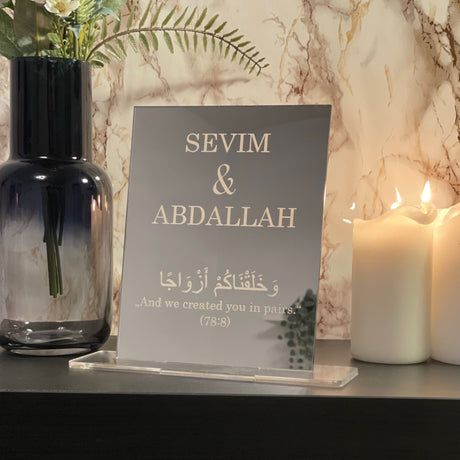 SEVIM
&
ABDALLAH
وَخَلَقْنَاكُمْ أَزْوَاجًا
„And we created you in pairs.“
(78:8)